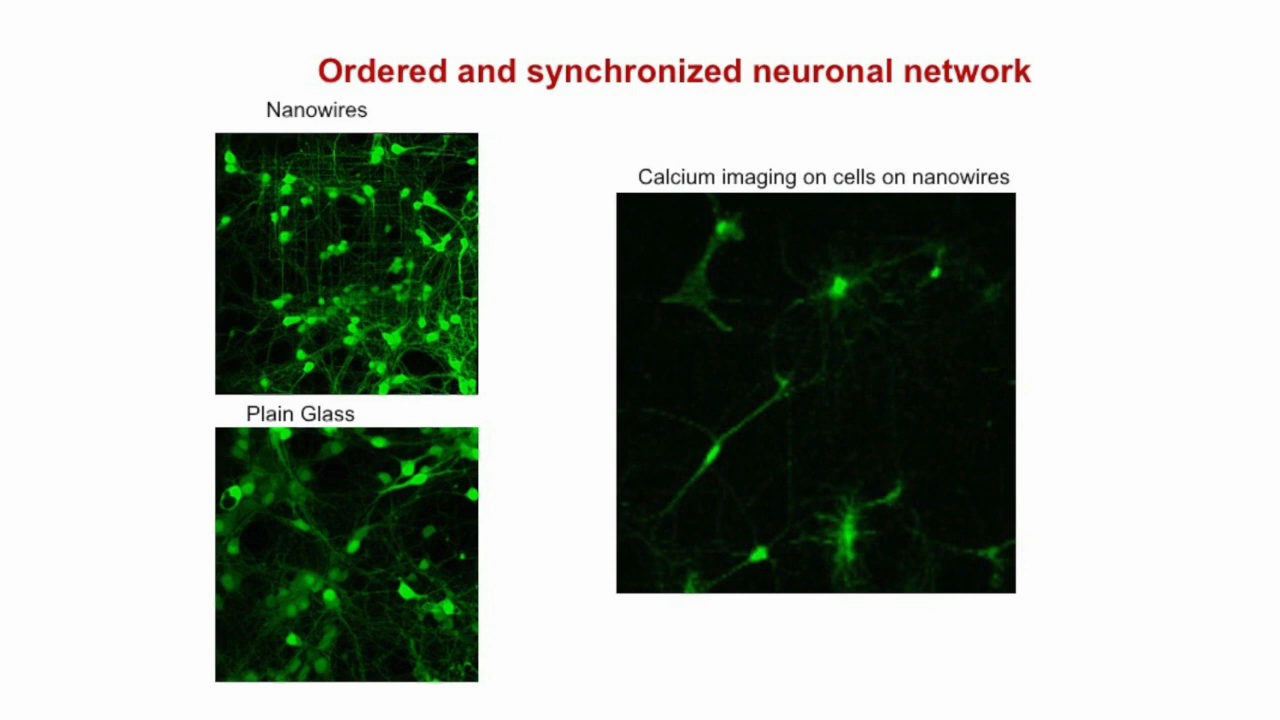 Ordered and synchronized neuronal network
Nanowires
Calcium imaging on cells on nanowires
Plain Glass